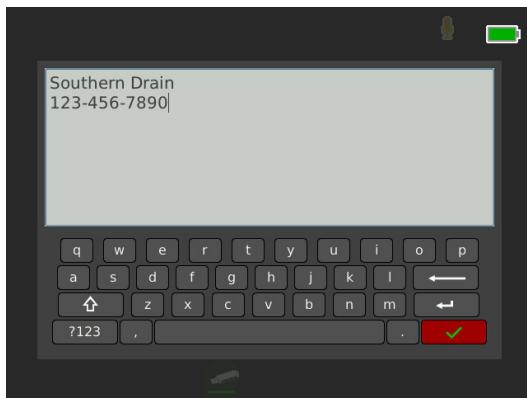 Southern Drain
123-456-7890
q w e r t y u i o p
a s d f g h j k l
z x c v b n m
?123 , .